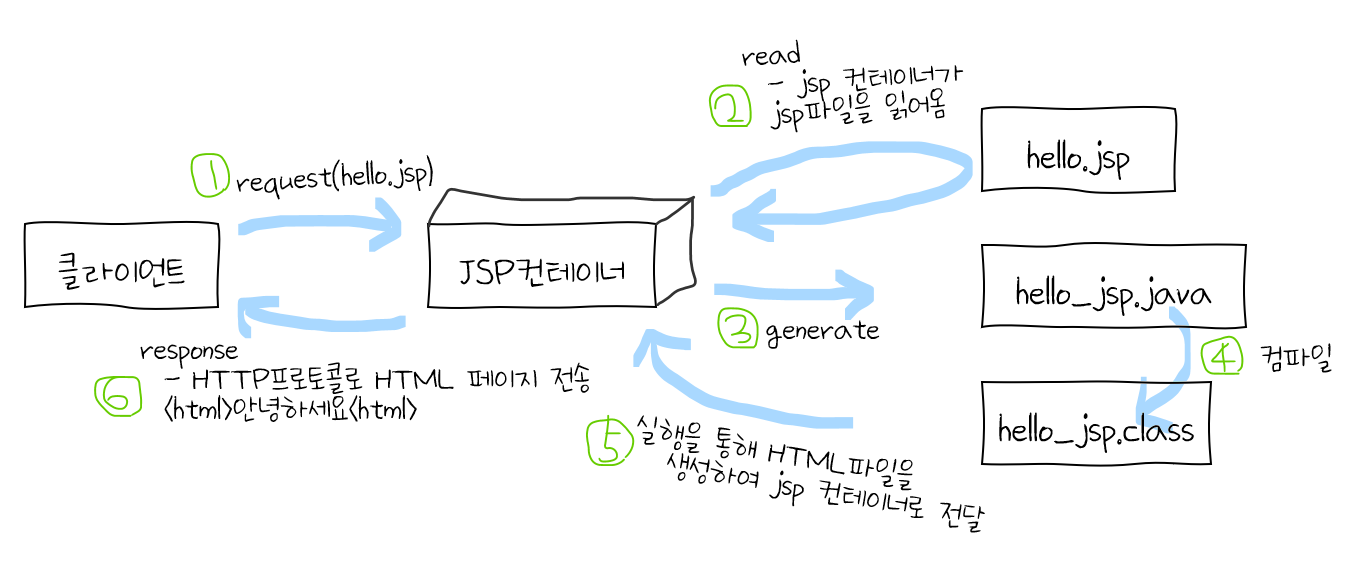 클라이언트
1
request(hello.jsp)
JSP컨테이너
2
read
- jsp 컨테이너가
jsp파일을 읽어옴
hello.jsp
3
generate
hello_jsp.java
4
컴파일
hello_jsp.class
5
실행을 통해 HTML파일을
생성하여 jsp 컨테이너로 전달
6
response
- HTTP프로토콜로 HTML 페이지 전송
<html>안녕하세요<html>